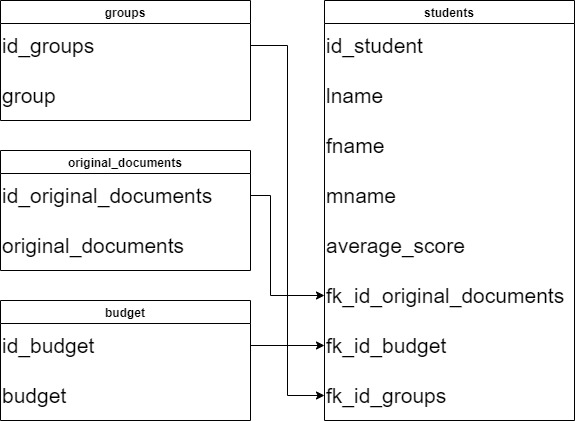 groups
id_groups
group
original_documents
id_original_documents
original_documents
budget
id_budget
budget
students
id_student
lname
fname
mname
average_score
fk_id_original_documents
fk_id_budget
fk_id_groups